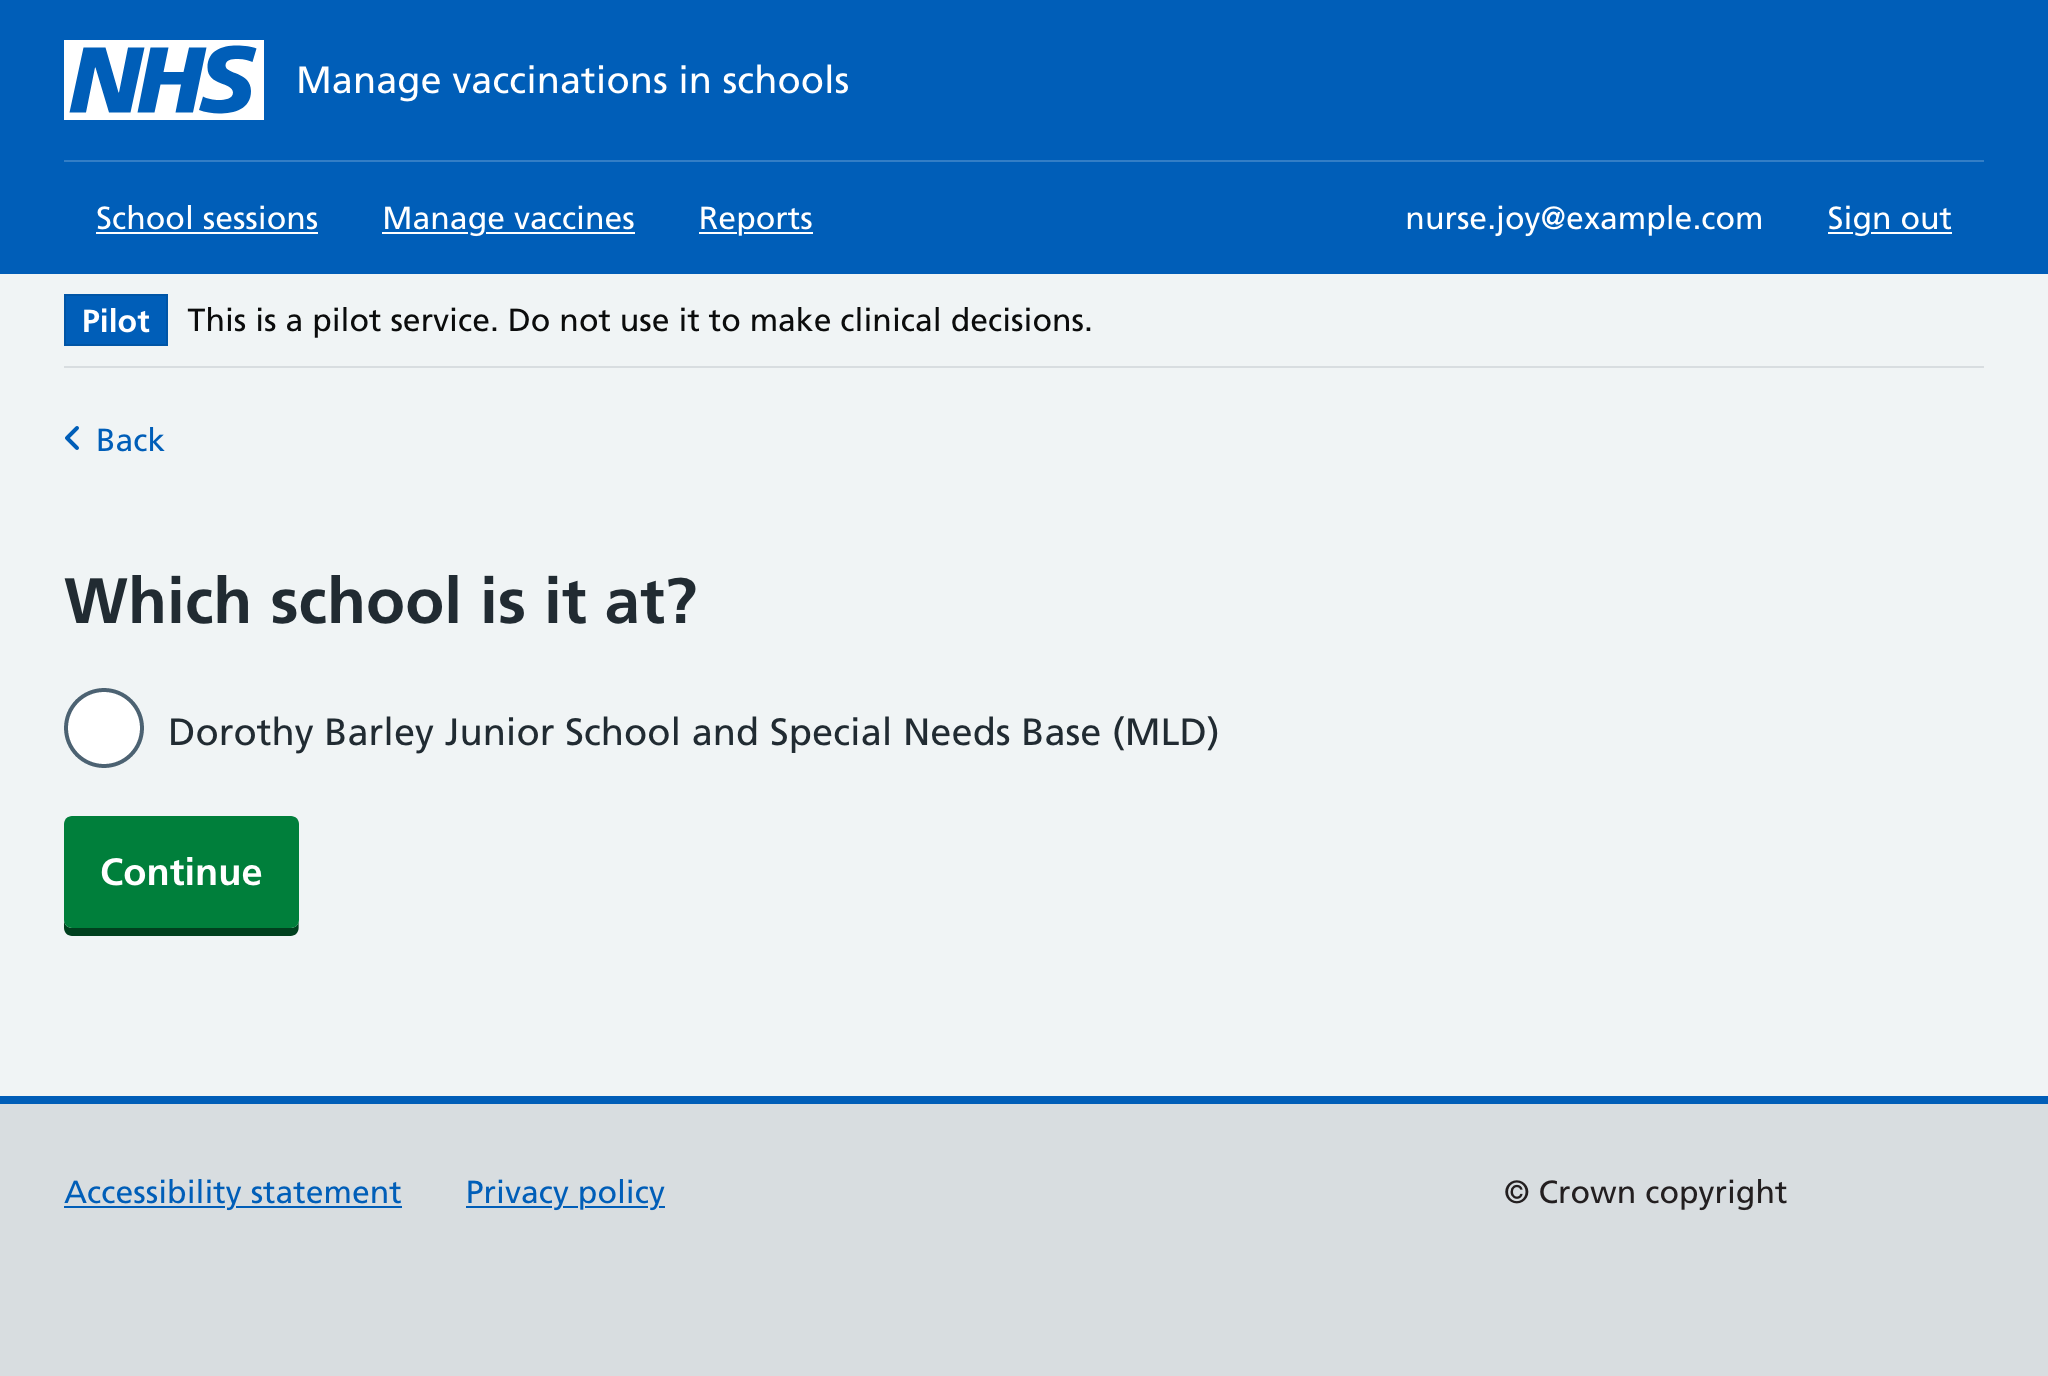 NHS Manage vaccinations in schools
School sessions Manage vaccines Reports nurse.joy@example.com Sign out
Pilot This is a pilot service. Do not use it to make clinical decisions.
Back
Which school is it at?
Dorothy Barley Junior School and Special Needs Base (MLD)
Continue
Accessibility statement Privacy policy © Crown copyright